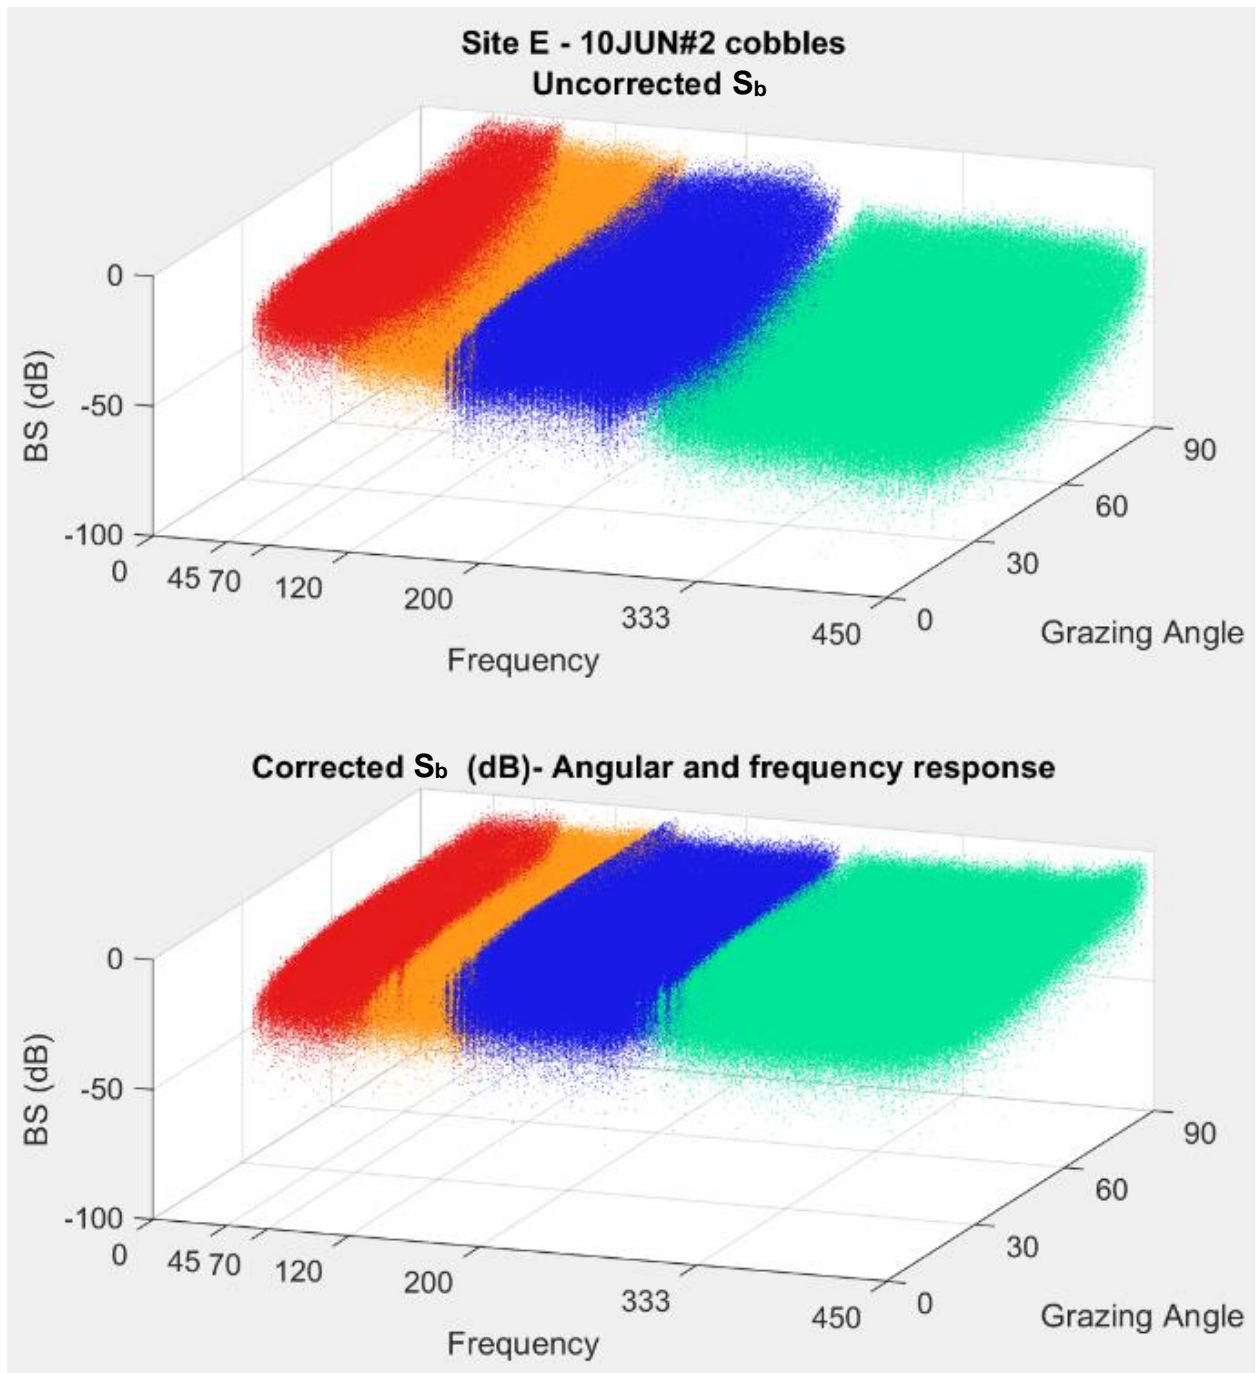 Site E - 10JUN#2 cobbles
Uncorrected Sb
0
-50
-100
BS (dB)
0 45 70 120 200 333 450
Frequency
0 30 60 90
Grazing Angle
Corrected Sb (dB)- Angular and frequency response
0
-50
-100
BS (dB)
0 45 70 120 200 333 450
Frequency
0 30 60 90
Grazing Angle